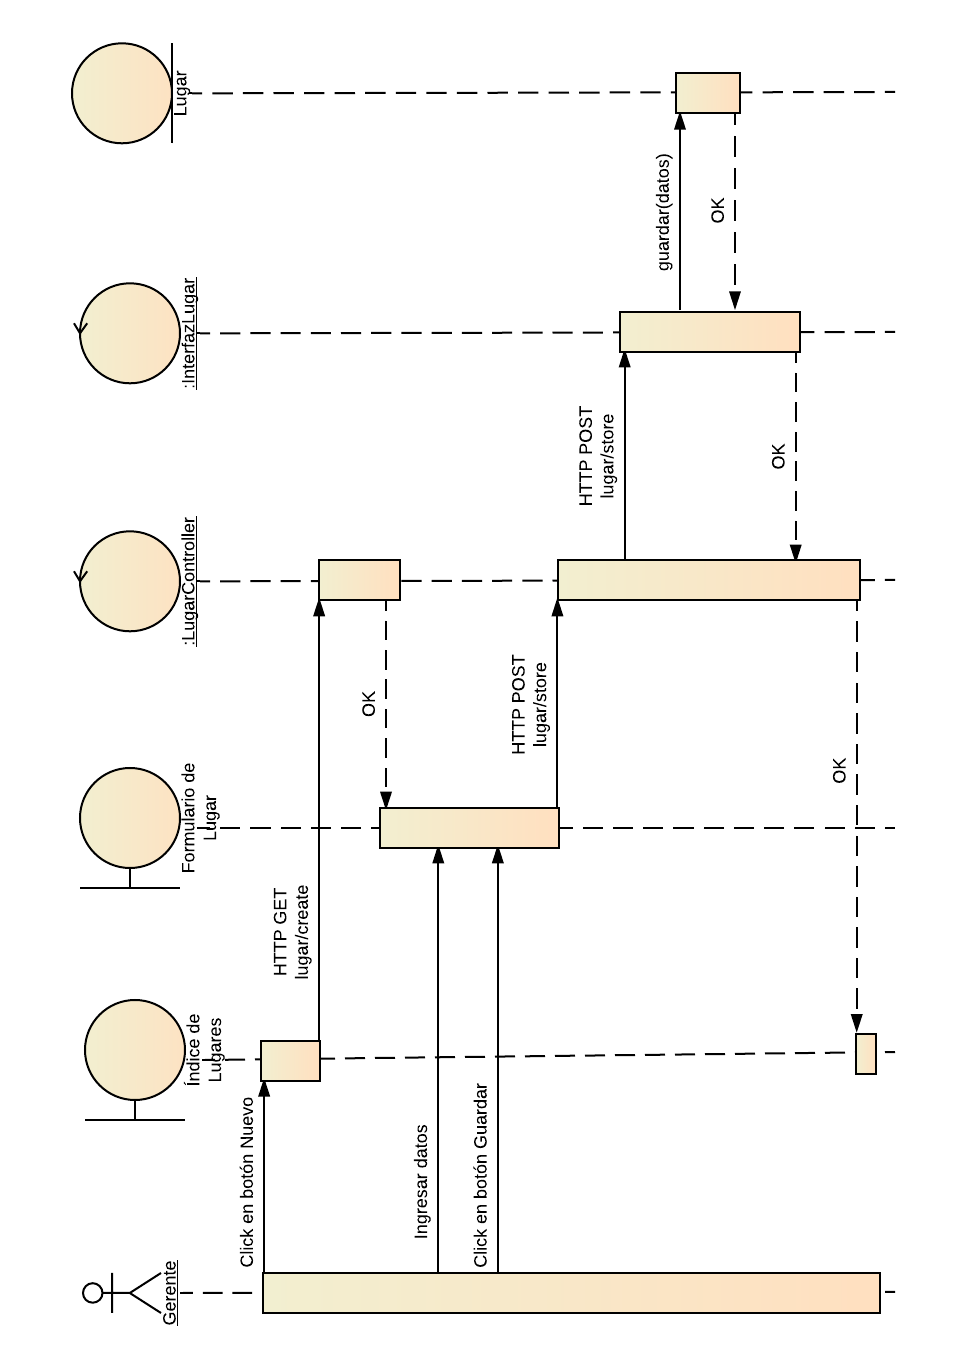 Gerente
Índice de
Lugares
Formulario de
Lugar
:LugarController
:InterfazLugar
Lugar
Click en botón Nuevo
HTTP GET
lugar/create
OK
Ingresar datos
Click en botón Guardar
HTTP POST
lugar/store
HTTP POST
lugar/store
guardar(datos)
OK
OK
OK